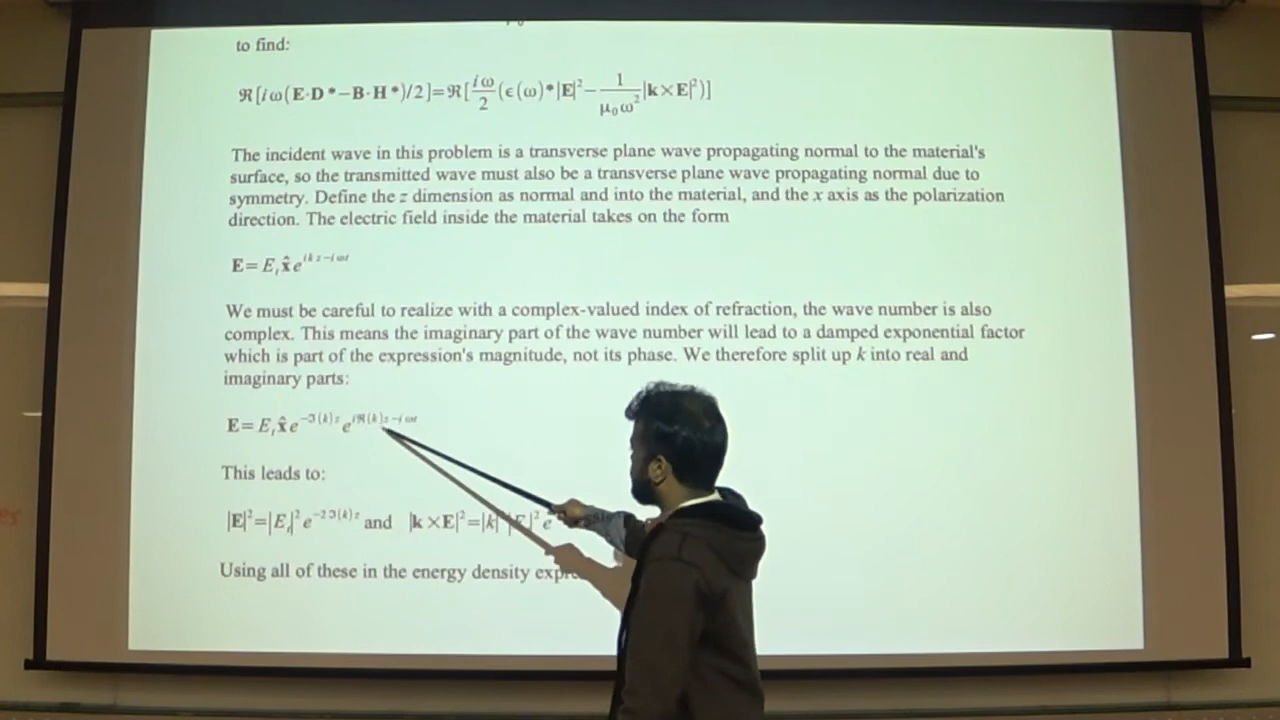 to find:
ℜ[iω(E·D*−B·H*)/2]=ℜ[iω/2(ϵ(ω)*|E|²−1/μ₀ω²|k×E|²)]
The incident wave in this problem is a transverse plane wave propagating normal to the material's
surface, so the transmitted wave must also be a transverse plane wave propagating normal due to
symmetry. Define the z dimension as normal and into the material, and the x axis as the polarization
direction. The electric field inside the material takes on the form
E=Eₜx̂e^{ikz−iωt}
We must be careful to realize with a complex-valued index of refraction, the wave number is also
complex. This means the imaginary part of the wave number will lead to a damped exponential factor
which is part of the expression's magnitude, not its phase. We therefore split up k into real and
imaginary parts:
E=Eₜx̂e^{−ℑ(k)z}e^{iℜ(k)z−iωt}
This leads to:
|E|²=|Eₜ|²e^{−2ℑ(k)z} and |k×E|²=|k|
Using all of these in the energy density